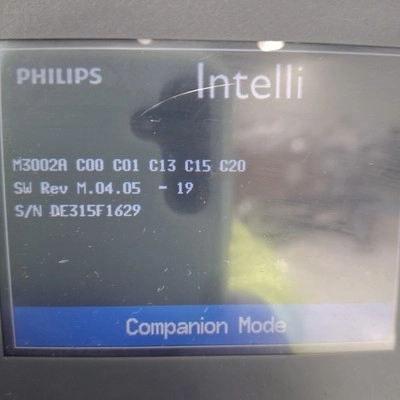 PHILIPS Intelli
M3002A C00 C01 C13 C15 C20
SW Rev M.04.05 - 19
S/N DE315F1629
Companion Mode